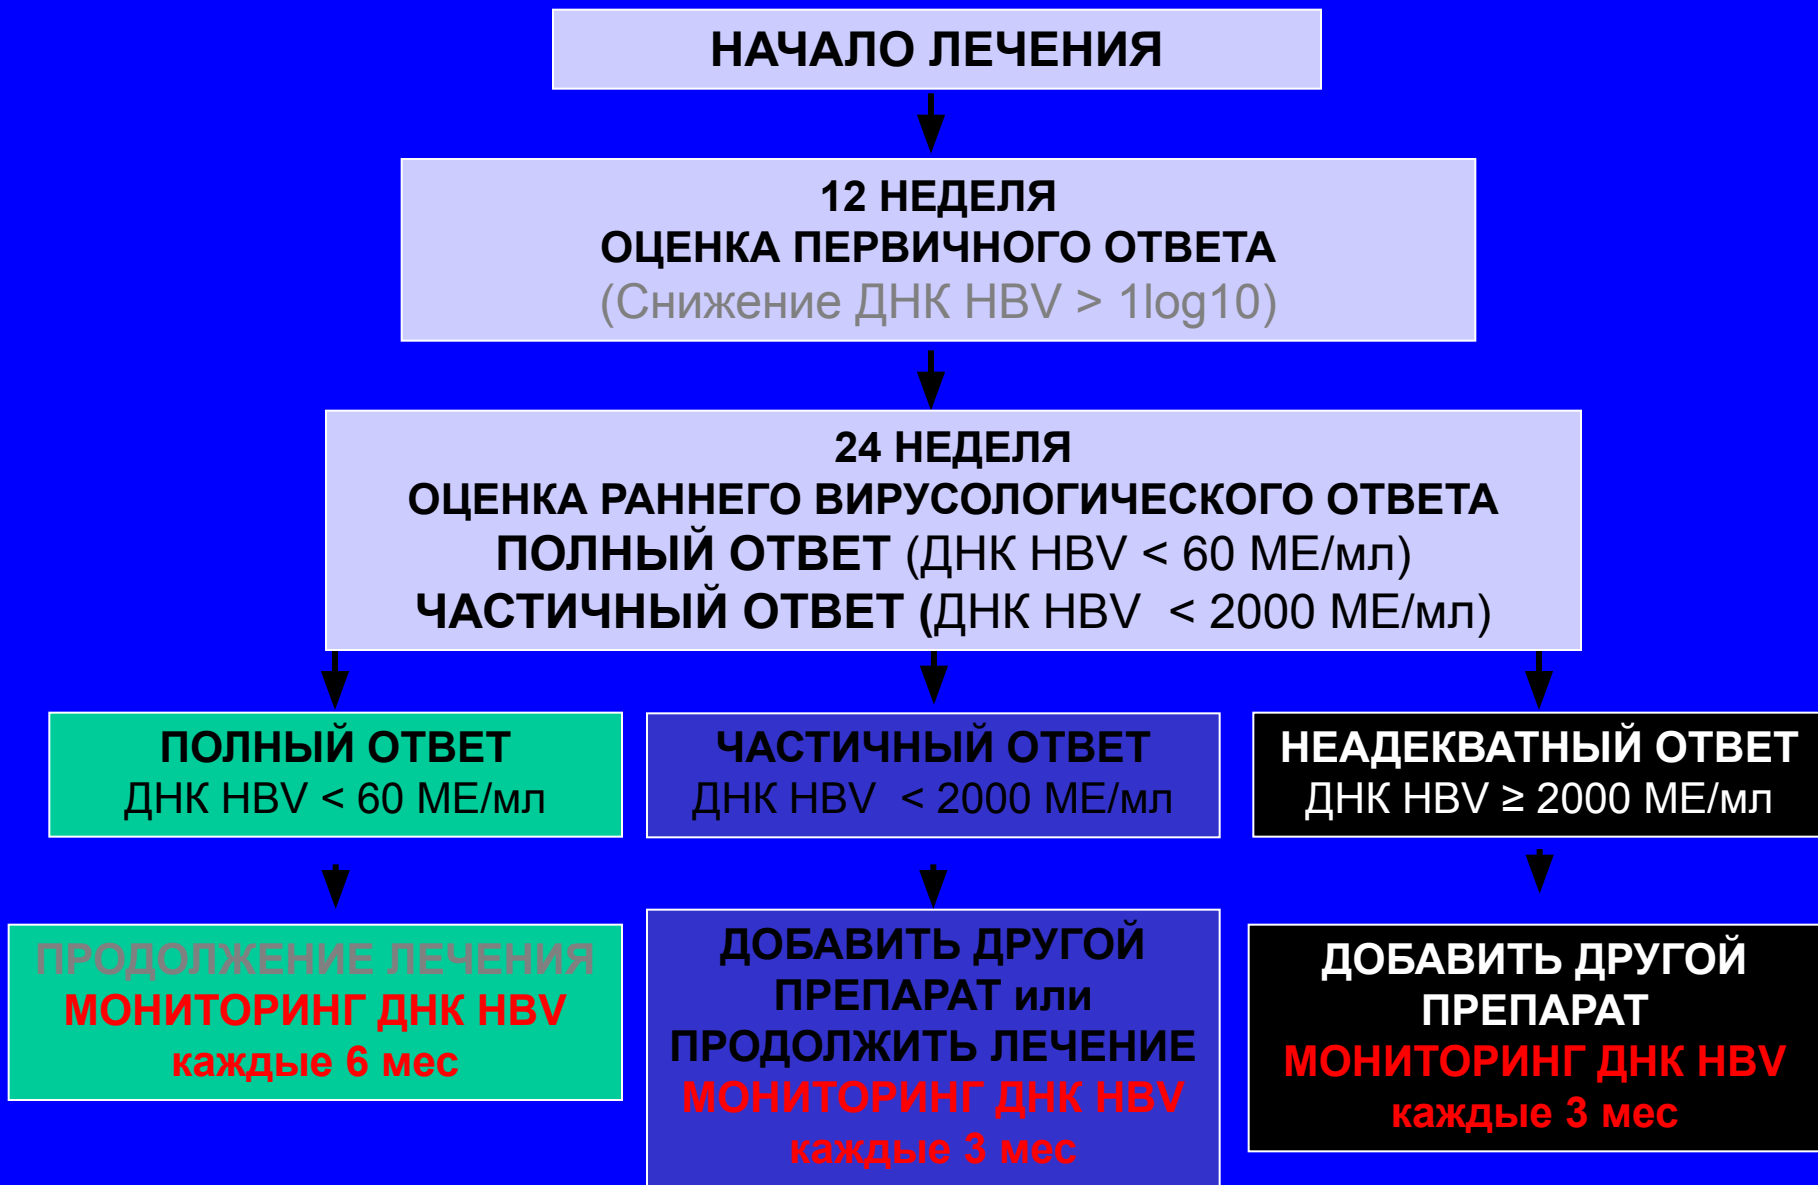 НАЧАЛО ЛЕЧЕНИЯ
12 НЕДЕЛЯ
ОЦЕНКА ПЕРВИЧНОГО ОТВЕТА
(Снижение ДНК HBV > 1log10)
24 НЕДЕЛЯ
ОЦЕНКА РАННЕГО ВИРУСОЛОГИЧЕСКОГО ОТВЕТА
ПОЛНЫЙ ОТВЕТ (ДНК HBV < 60 МЕ/мл)
ЧАСТИЧНЫЙ ОТВЕТ (ДНК HBV < 2000 МЕ/мл)
ПОЛНЫЙ ОТВЕТ
ДНК HBV < 60 МЕ/мл
ЧАСТИЧНЫЙ ОТВЕТ
ДНК HBV < 2000 МЕ/мл
НЕАДЕКВАТНЫЙ ОТВЕТ
ДНК HBV ≥ 2000 МЕ/мл
ПРОДОЛЖЕНИЕ ЛЕЧЕНИЯ
МОНИТОРИНГ ДНК HBV
каждые 6 мес
ДОБАВИТЬ ДРУГОЙ
ПРЕПАРАТ или
ПРОДОЛЖИТЬ ЛЕЧЕНИЕ
МОНИТОРИНГ ДНК HBV
каждые 3 мес
ДОБАВИТЬ ДРУГОЙ
ПРЕПАРАТ
МОНИТОРИНГ ДНК HBV
каждые 3 мес